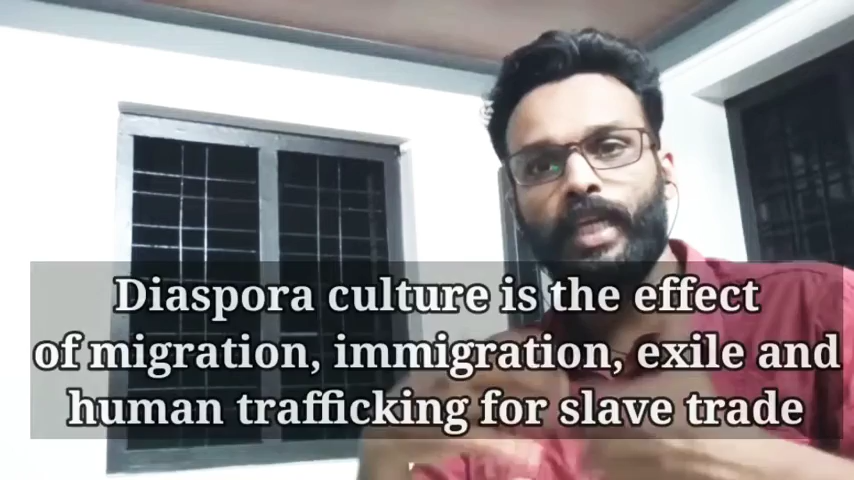 Diaspora culture is the effect
of migration, immigration, exile and
human trafficking for slave trade